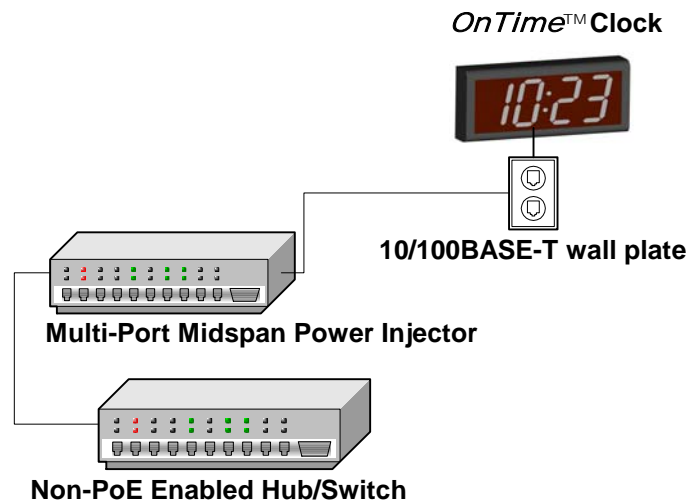 OnTime™ Clock
10:23
10/100BASE-T wall plate
Multi-Port Midspan Power Injector
Non-PoE Enabled Hub/Switch